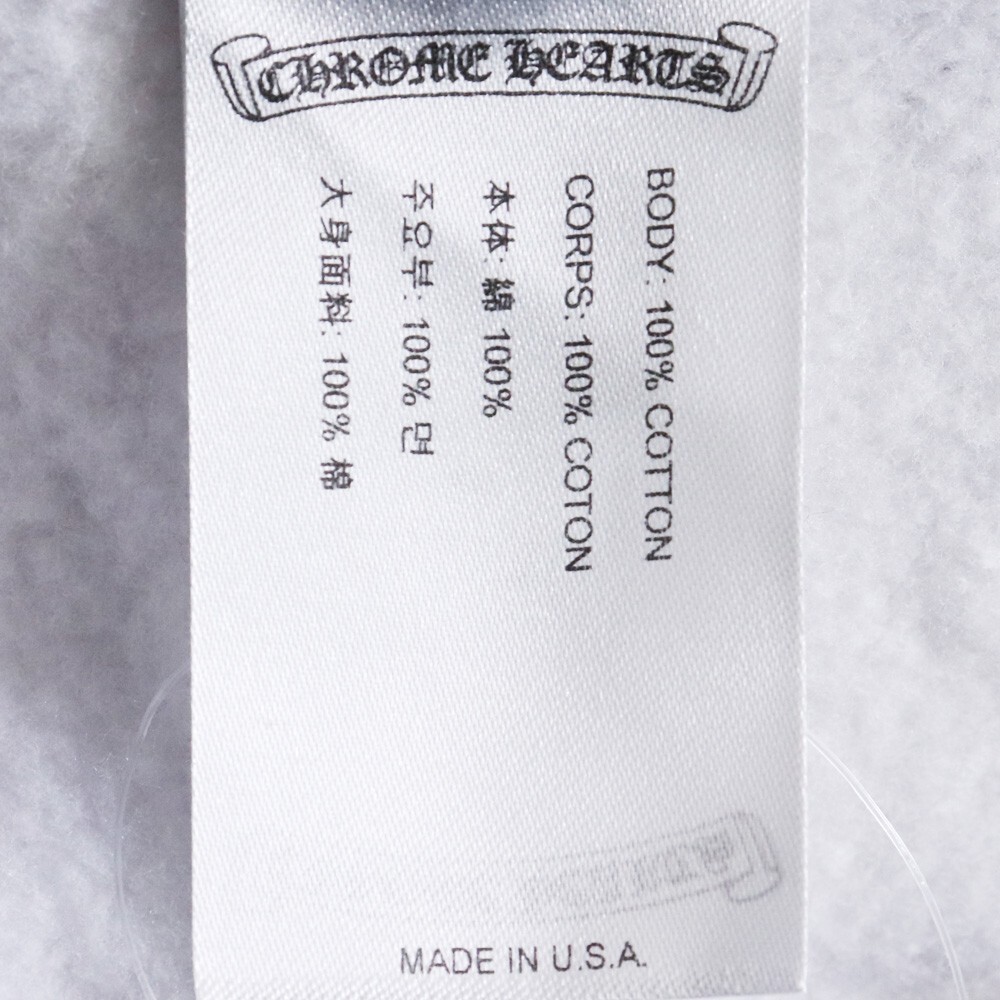 CHROME HEARTS
BODY: 100% COTTON
CORPS: 100% COTON
本体: 綿 100%
주요부: 100% 면
大身面料: 100% 棉
MADE IN U.S.A.